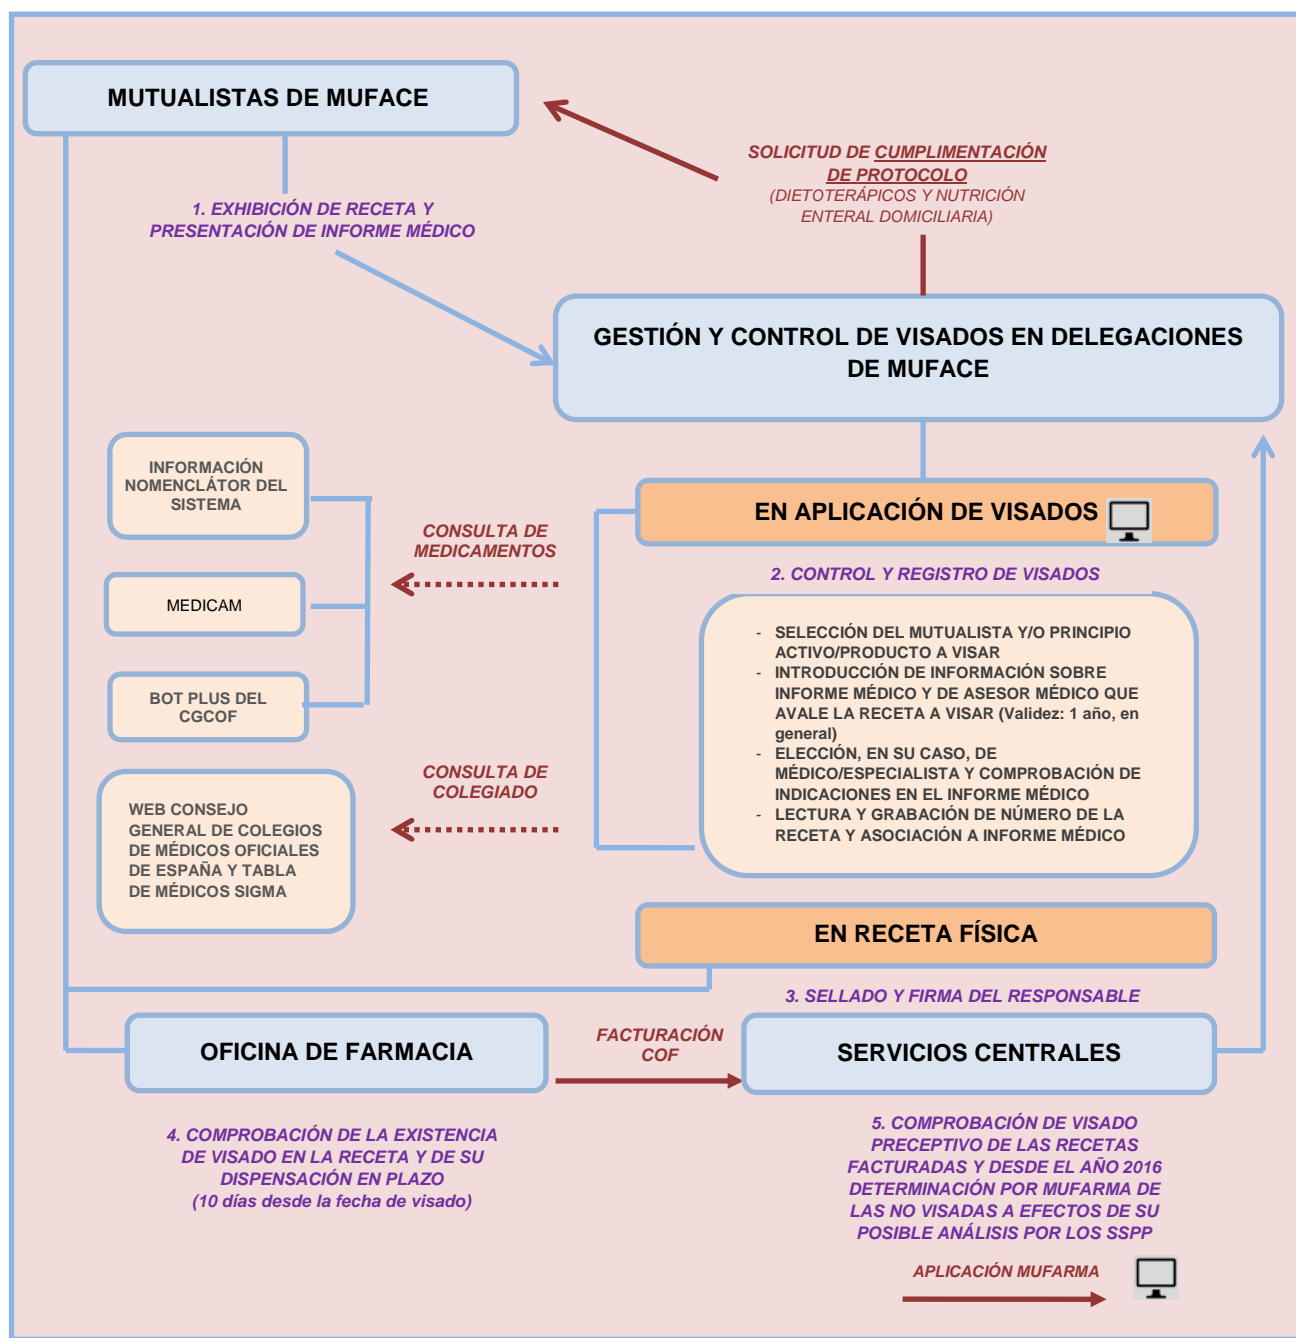 MUTUALISTAS DE MUFACE
SOLICITUD DE CUMPLIMENTACIÓN
DE PROTOCOLO
(DIETOTERÁPICOS Y NUTRICIÓN
ENTERAL DOMICILIARIA)
1. EXHIBICIÓN DE RECETA Y
PRESENTACIÓN DE INFORME MÉDICO
GESTIÓN Y CONTROL DE VISADOS EN DELEGACIONES
DE MUFACE
INFORMACIÓN
NOMENCLÁTOR DEL
SISTEMA
MEDICAM
BOT PLUS DEL
CGCOF
CONSULTA DE
MEDICAMENTOS
EN APLICACIÓN DE VISADOS
2. CONTROL Y REGISTRO DE VISADOS
- SELECCIÓN DEL MUTUALISTA Y/O PRINCIPIO
ACTIVO/PRODUCTO A VISAR
- INTRODUCCIÓN DE INFORMACIÓN SOBRE
INFORME MÉDICO Y DE ASESOR MÉDICO QUE
AVALE LA RECETA A VISAR (Validez: 1 año, en
general)
- ELECCIÓN, EN SU CASO, DE
MÉDICO/ESPECIALISTA Y COMPROBACIÓN DE
INDICACIONES EN EL INFORME MÉDICO
- LECTURA Y GRABACIÓN DE NÚMERO DE LA
RECETA Y ASOCIACIÓN A INFORME MÉDICO
CONSULTA DE
COLEGIADO
WEB CONSEJO
GENERAL DE COLEGIOS
DE MÉDICOS OFICIALES
DE ESPAÑA Y TABLA
DE MÉDICOS SIGMA
EN RECETA FÍSICA
3. SELLADO Y FIRMA DEL RESPONSABLE
OFICINA DE FARMACIA
FACTURACIÓN
COF
SERVICIOS CENTRALES
4. COMPROBACIÓN DE LA EXISTENCIA
DE VISADO EN LA RECETA Y DE SU
DISPENSACIÓN EN PLAZO
(10 días desde la fecha de visado)
5. COMPROBACIÓN DE VISADO
PRECEPTIVO DE LAS RECETAS
FACTURADAS Y DESDE EL AÑO 2016
DETERMINACIÓN POR MUFARMA DE
LAS NO VISADAS A EFECTOS DE SU
POSIBLE ANÁLISIS POR LOS SSPP
APLICACIÓN MUFARMA